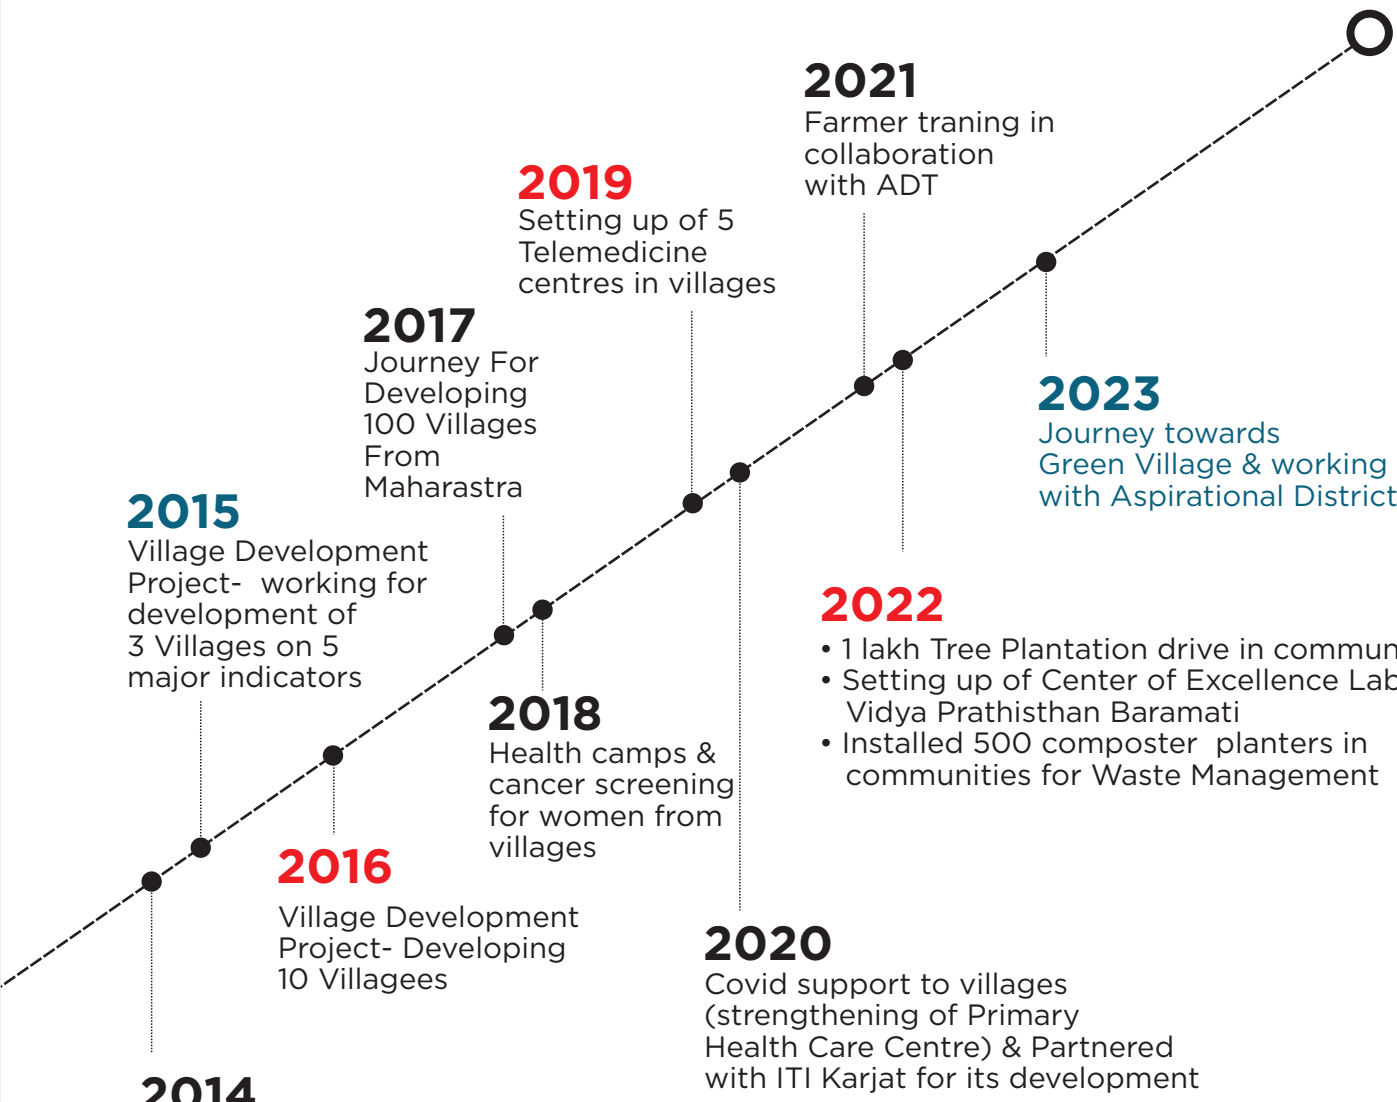 2021
Farmer traning in
collaboration
with ADT
2019
Setting up of 5
Telemedicine
centres in villages
2017
Journey For
Developing
100 Villages
From
Maharastra
2023
Journey towards
Green Village & working
with Aspirational District
2015
Village Development
Project- working for
development of
3 Villages on 5
major indicators
2022
• 1 lakh Tree Plantation drive in
• Setting up of Center of Excellence Lab
Vidya Prathisthan Baramati
• Installed 500 composter planters in
communities for Waste Management
2018
Health camps &
cancer screening
for women from
villages
2016
Village Development
Project- Developing
10 Villagees
2020
Covid support to villages
(strengthening of Primary
Health Care Centre) & Partnered
with ITI Karjat for its development
2014